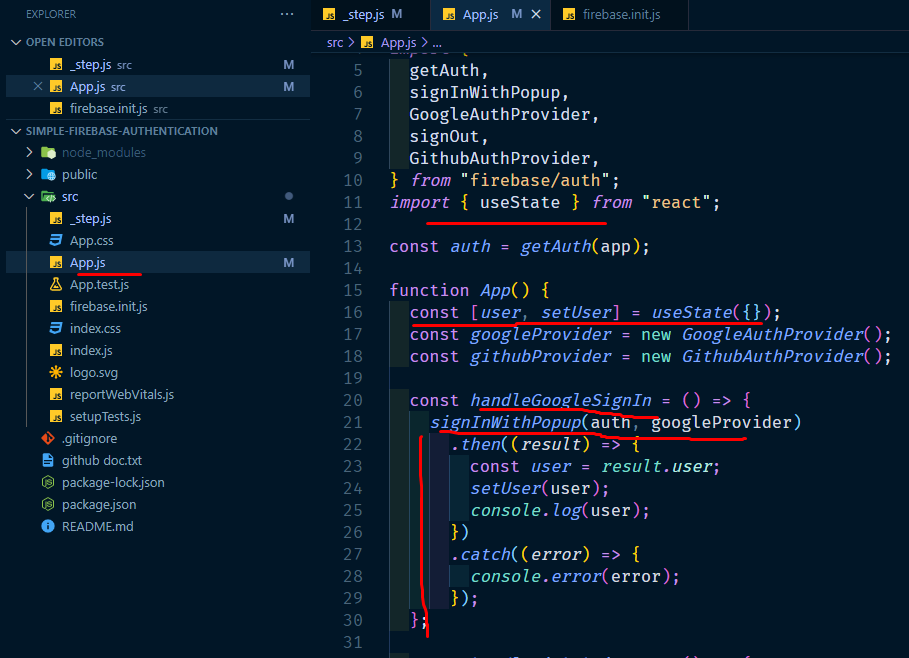 EXPLORER ...
OPEN EDITORS
_step.js src M
App.js src M
firebase.init.js src
SIMPLE-FIREBASE-AUTHENTICATION
node_modules
public
src
_step.js M
App.css
App.js M
App.test.js
firebase.init.js
index.css
index.js
logo.svg
reportWebVitals.js
setupTests.js
.gitignore
github doc.txt
package-lock.json
package.json
README.md
JS _step.js M JS App.js M JS firebase.init.js
src > JS App.js > ...
import {
5 getAuth,
6 signInWithPopup,
7 GoogleAuthProvider,
8 signOut,
9 GithubAuthProvider,
10 } from "firebase/auth";
11 import { useState } from "react";
12
13 const auth = getAuth(app);
14
15 function App() {
16 const [user, setUser] = useState({});
17 const googleProvider = new GoogleAuthProvider();
18 const githubProvider = new GithubAuthProvider();
19
20 const handleGoogleSignIn = () => {
21 signInWithPopup(auth, googleProvider)
22 .then((result) => {
23 const user = result.user;
24 setUser(user);
25 console.log(user);
26 })
27 .catch((error) => {
28 console.error(error);
29 });
30 };
31